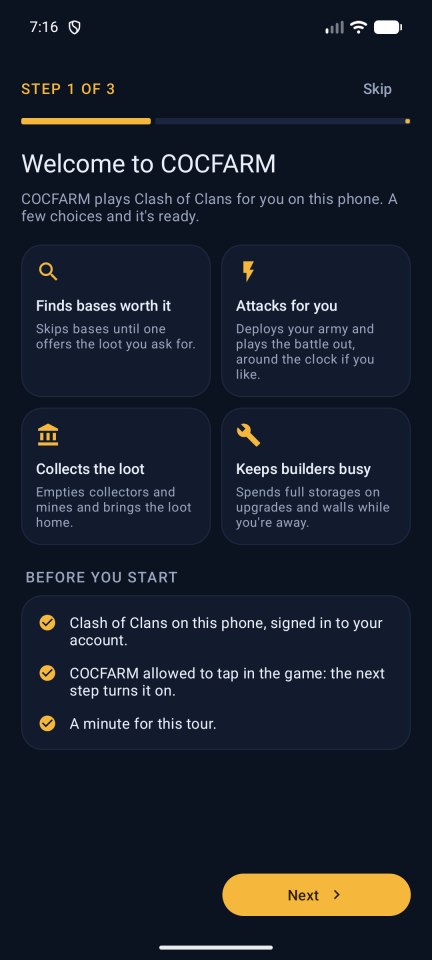 7:16
STEP 1 OF 3
Skip
Welcome to COCFARM
COCFARM plays Clash of Clans for you on this phone. A
few choices and it's ready.
Finds bases worth it
Skips bases until one
offers the loot you ask for.
Attacks for you
Deploys your army and
plays the battle out,
around the clock if you
like.
Collects the loot
Empties collectors and
mines and brings the loot
home.
Keeps builders busy
Spends full storages on
upgrades and walls while
you're away.
BEFORE YOU START
Clash of Clans on this phone, signed in to your
account.
COCFARM allowed to tap in the game: the next
step turns it on.
A minute for this tour.
Next